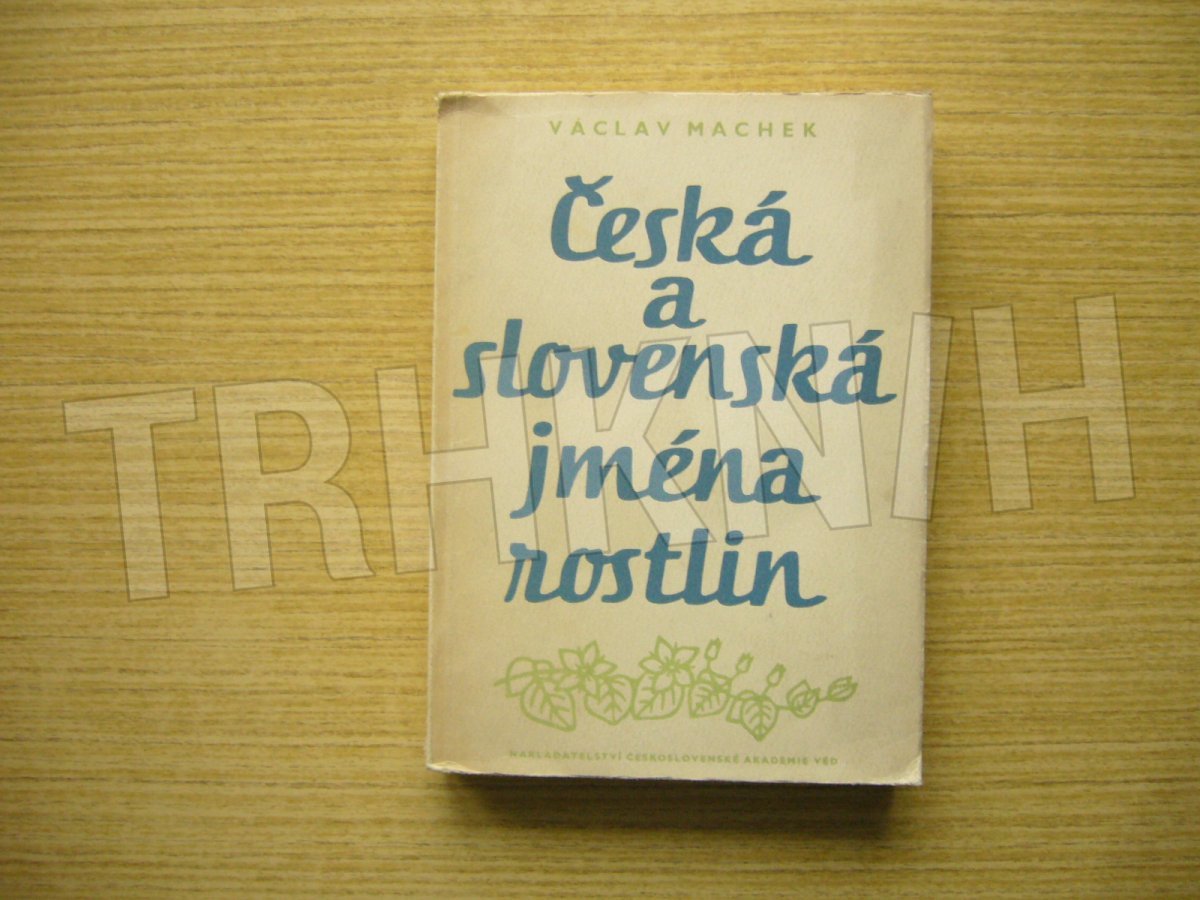 VÁCLAV MACHEK
Česká
a
slovenská
jména
rostlin
NAKLADATELSTVÍ ČESKOSLOVENSKÉ AKADEMIE VĚD
TRHKNIH